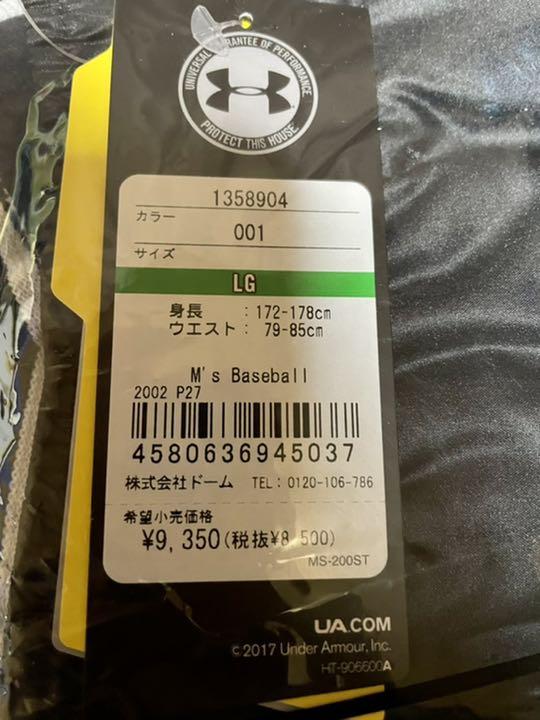 UNIVERSAL GUARANTEE OF PERFORMANCE
PROTECT THIS HOUSE
1358904
カラー
001
サイズ
LG
身長 : 172-178cm
ウエスト : 79-85cm
M's Baseball
2002 P27
4580636945037
株式会社ドーム TEL: 0120-106-786
希望小売価格
¥9,350(税抜¥8,500)
MS-200ST
UA.COM
© 2017 Under Armour, Inc.
HT-906600A